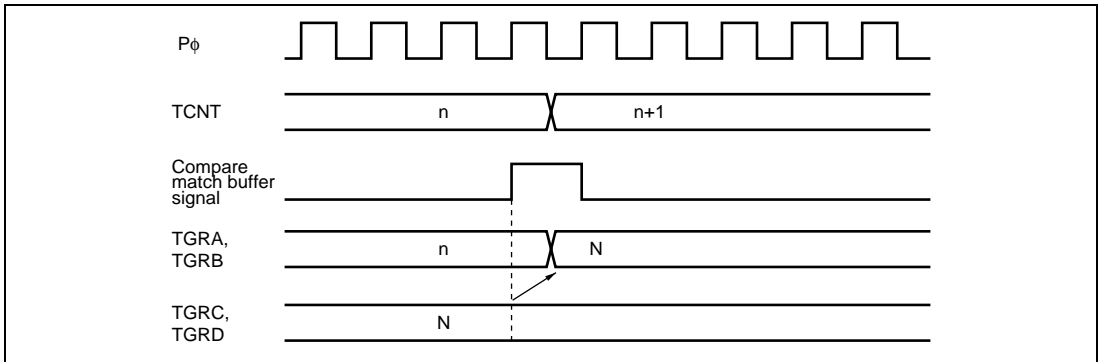 Pφ
TCNT
n
n+1
Compare
match buffer
signal
TGRA,
TGRB
n
N
TGRC,
TGRD
N